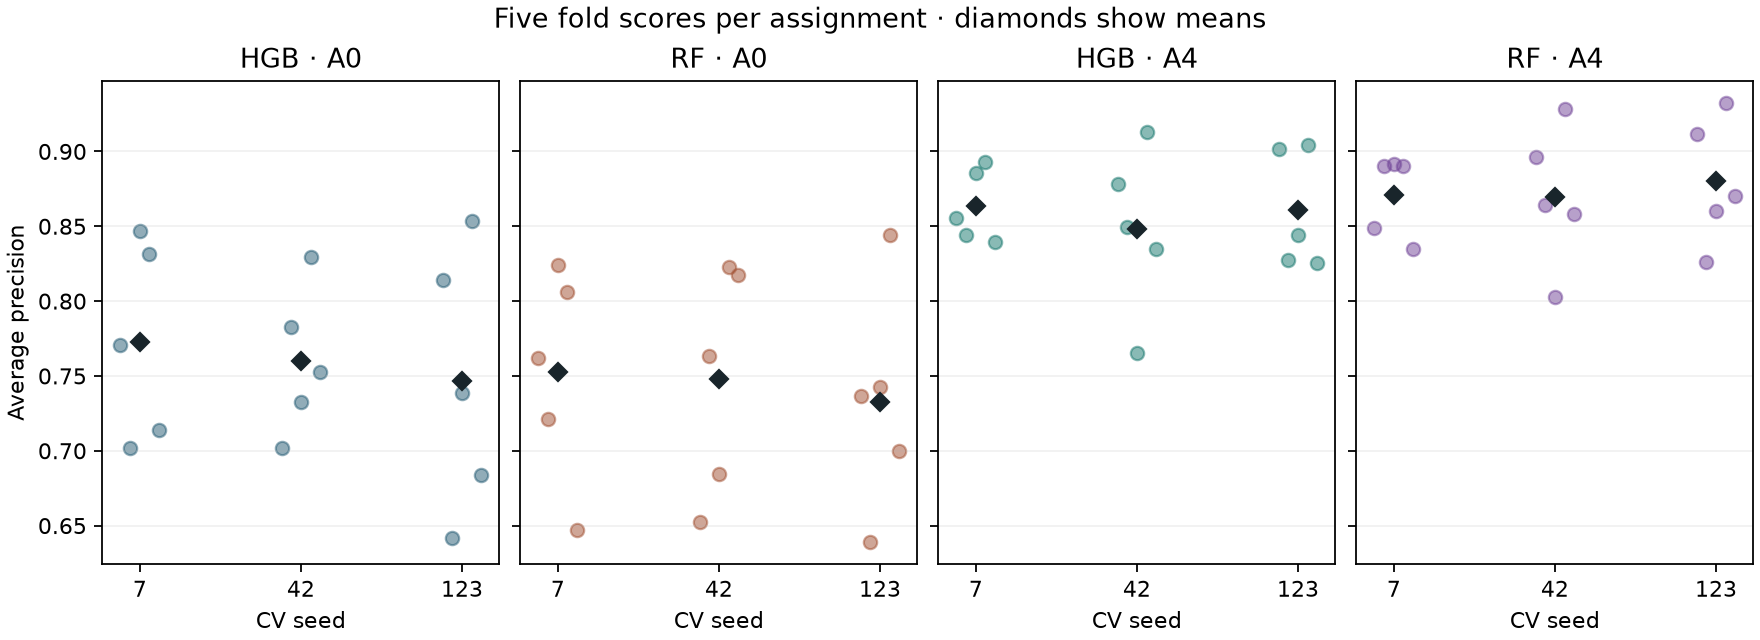 Five fold scores per assignment · diamonds show means
HGB · A0
RF · A0
HGB · A4
RF · A4
Average precision
0.90
0.85
0.80
0.75
0.70
0.65
7 42 123
7 42 123
7 42 123
7 42 123
CV seed
CV seed
CV seed
CV seed